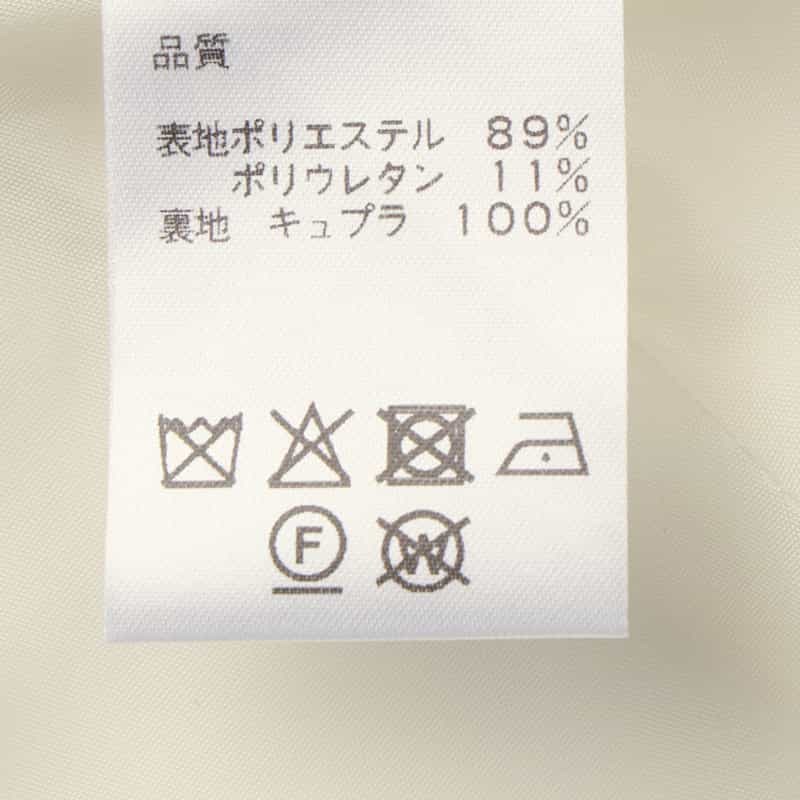 品質
表地ポリエステル 89%
ポリウレタン 11%
裏地 キュプラ 100%
F
W